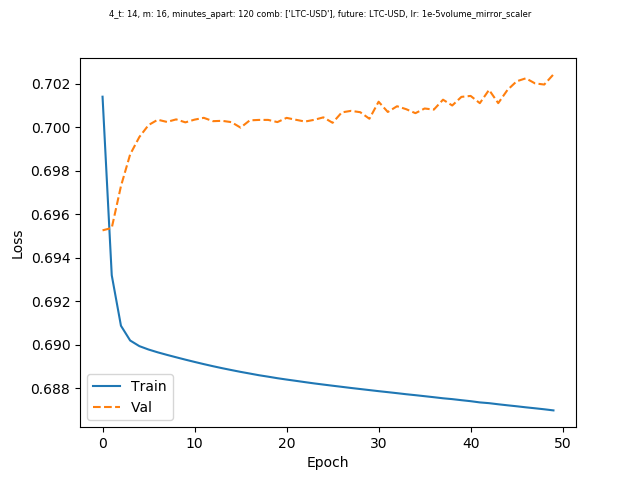 4_t: 14, m: 16, minutes_apart: 120 comb: ['LTC-USD'], future: LTC-USD, lr: 1e-5volume_mirror_scaler
0.702
0.700
0.698
0.696
0.694
0.692
0.690
0.688
Loss
Train
Val
0 10 20 30 40 50
Epoch